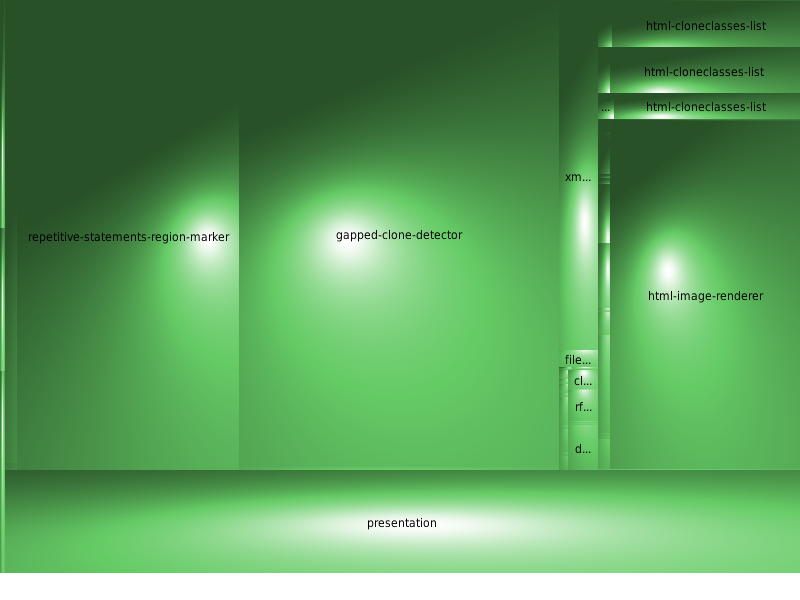 html-cloneclasses-list
html-cloneclasses-list
... html-cloneclasses-list
xm...
repetitive-statements-region-marker
gapped-clone-detector
html-image-renderer
file...
cl...
rf...
d...
presentation